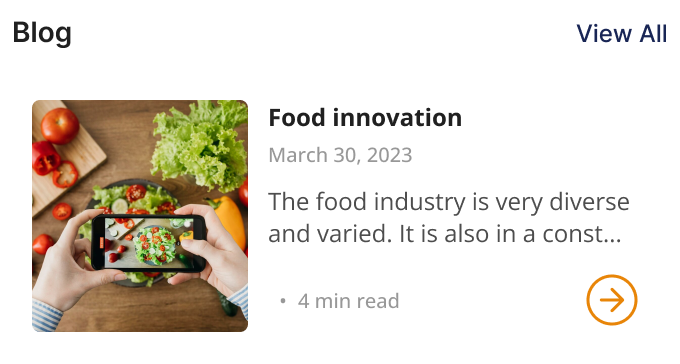 Blog
View All
Food innovation
March 30, 2023
The food industry is very diverse
and varied. It is also in a const...
• 4 min read